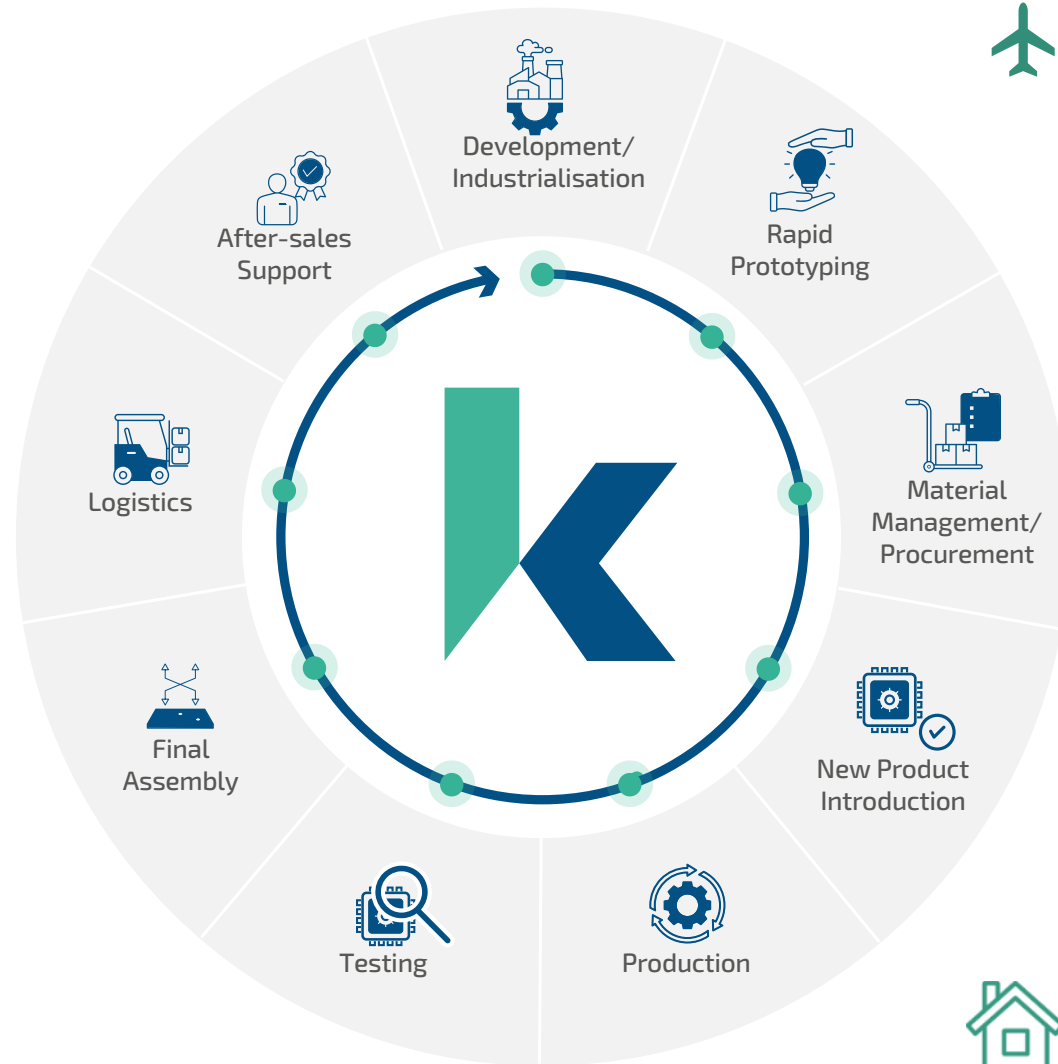 Development/
Industrialisation
Rapid
Prototyping
Material
Management/
Procurement
New Product
Introduction
Production
Testing
Final
Assembly
Logistics
After-sales
Support